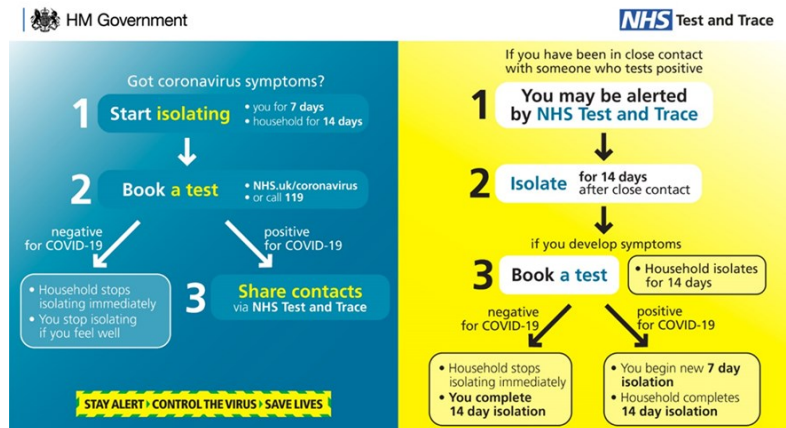 HM Government
NHS Test and Trace
Got coronavirus symptoms?
1 Start isolating
• you for 7 days
• household for 14 days
2 Book a test
• NHS.uk/coronavirus
• or call 119
negative
for COVID-19
positive
for COVID-19
• Household stops
isolating immediately
• You stop isolating
if you feel well
3 Share contacts
via NHS Test and Trace
STAY ALERT CONTROL THE VIRUS SAVE LIVES
If you have been in close contact
with someone who tests positive
1 You may be alerted
by NHS Test and Trace
2 Isolate
for 14 days
after close contact
if you develop symptoms
3 Book a test
• Household isolates
for 14 days
negative
for COVID-19
positive
for COVID-19
• Household stops
isolating immediately
• You complete
14 day isolation
• You begin new 7 day
isolation
• Household completes
14 day isolation